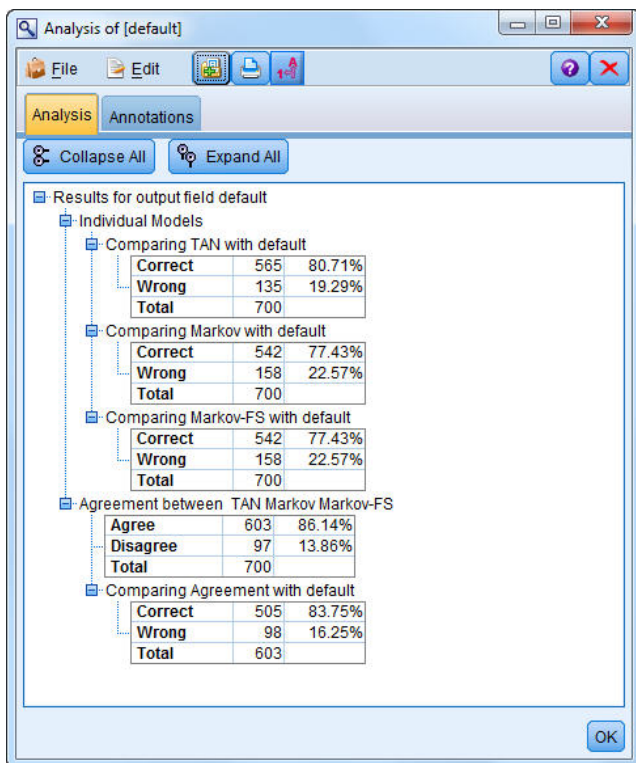 Analysis of [default]
File Edit
Analysis Annotations
Collapse All Expand All
Results for output field default
Individual Models
Comparing TAN with default
Correct 565 80.71%
Wrong 135 19.29%
Total 700
Comparing Markov with default
Correct 542 77.43%
Wrong 158 22.57%
Total 700
Comparing Markov-FS with default
Correct 542 77.43%
Wrong 158 22.57%
Total 700
Agreement between TAN Markov Markov-FS
Agree 603 86.14%
Disagree 97 13.86%
Total 700
Comparing Agreement with default
Correct 505 83.75%
Wrong 98 16.25%
Total 603
OK